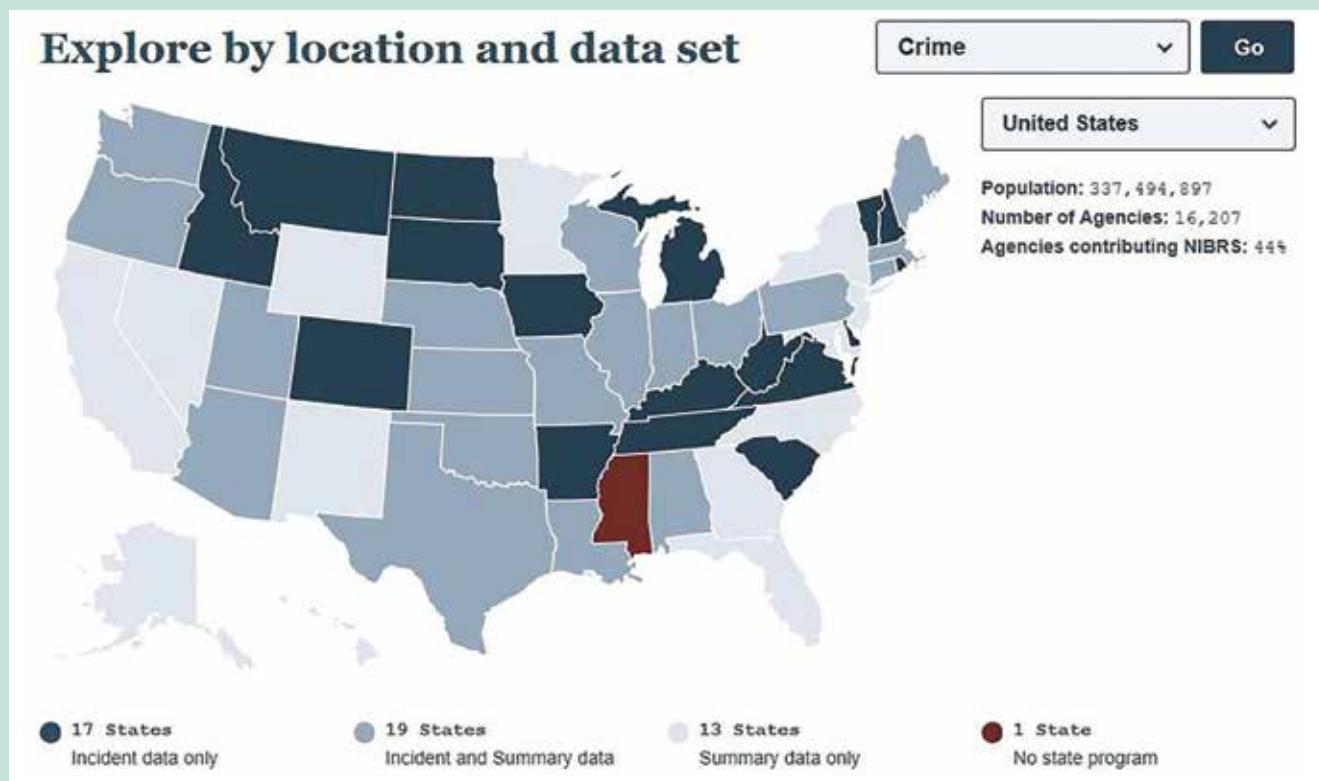 Explore by location and data set
Crime
Go
United States
Population: 337,494,897
Number of Agencies: 16,207
Agencies contributing NIBRS: 44%
17 States
Incident data only
19 States
Incident and Summary data
13 States
Summary data only
1 State
No state program